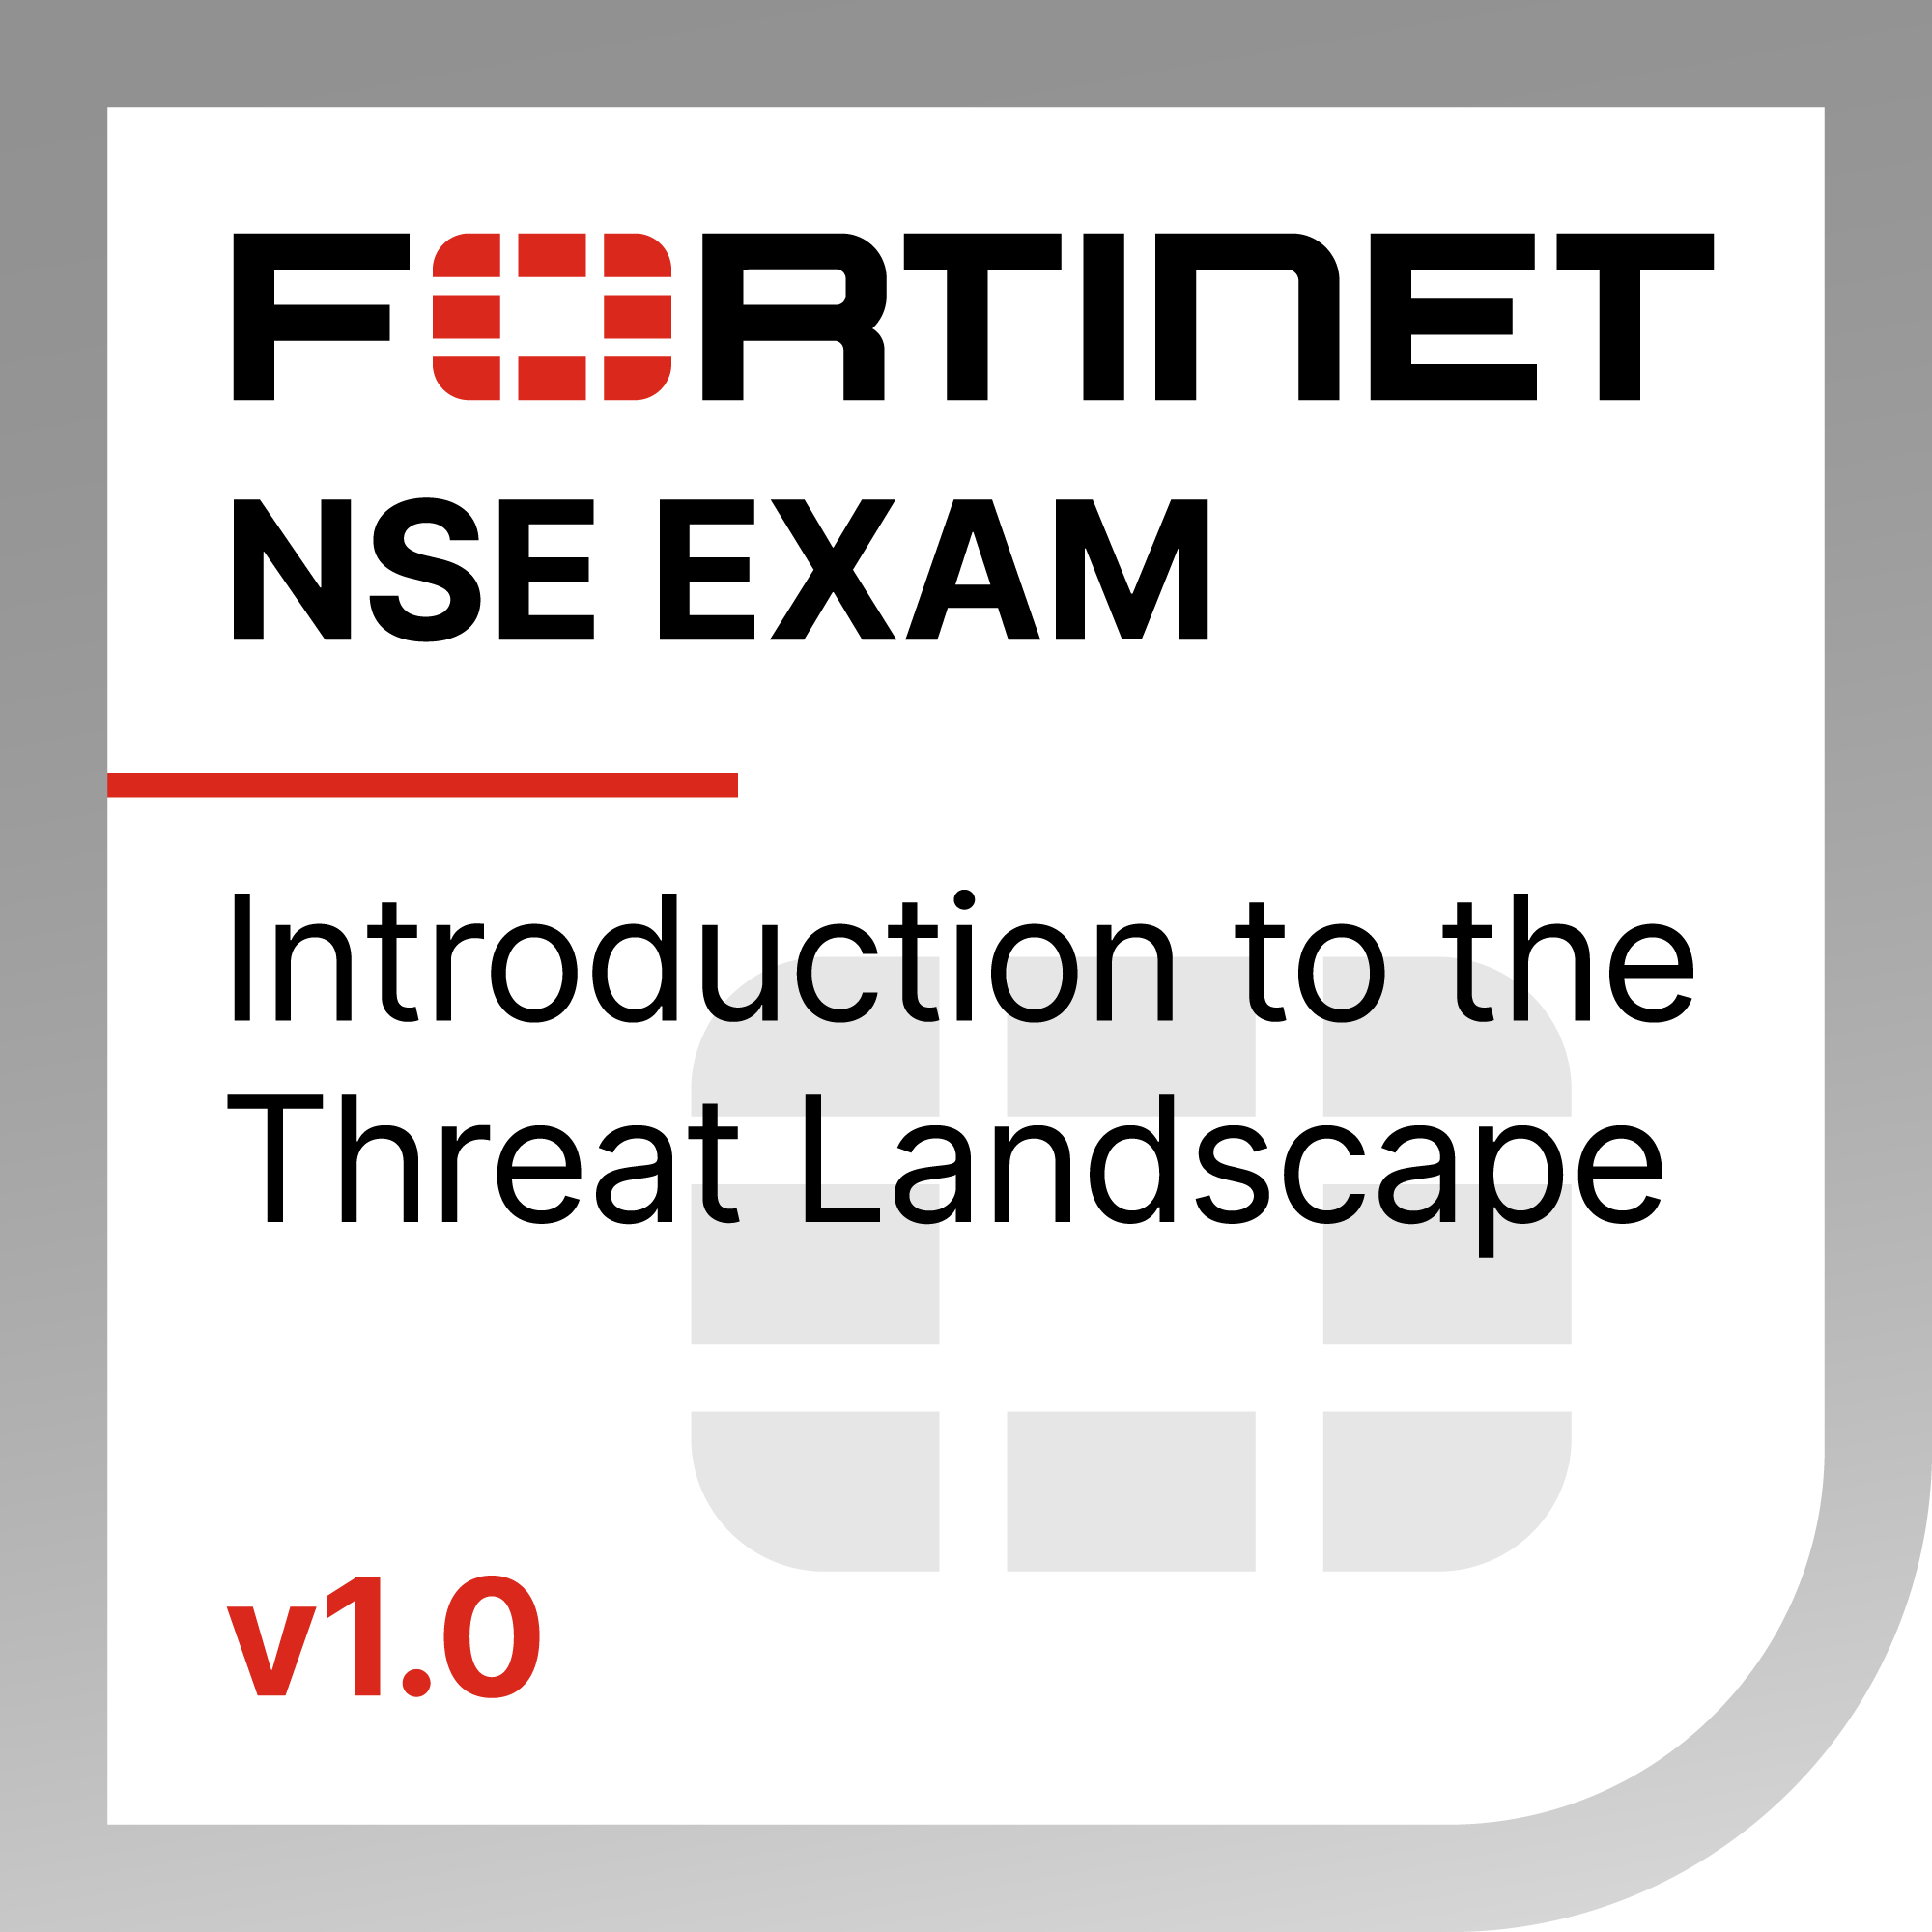 FORTINET
NSE EXAM
Introduction to the
Threat Landscape
v1.0